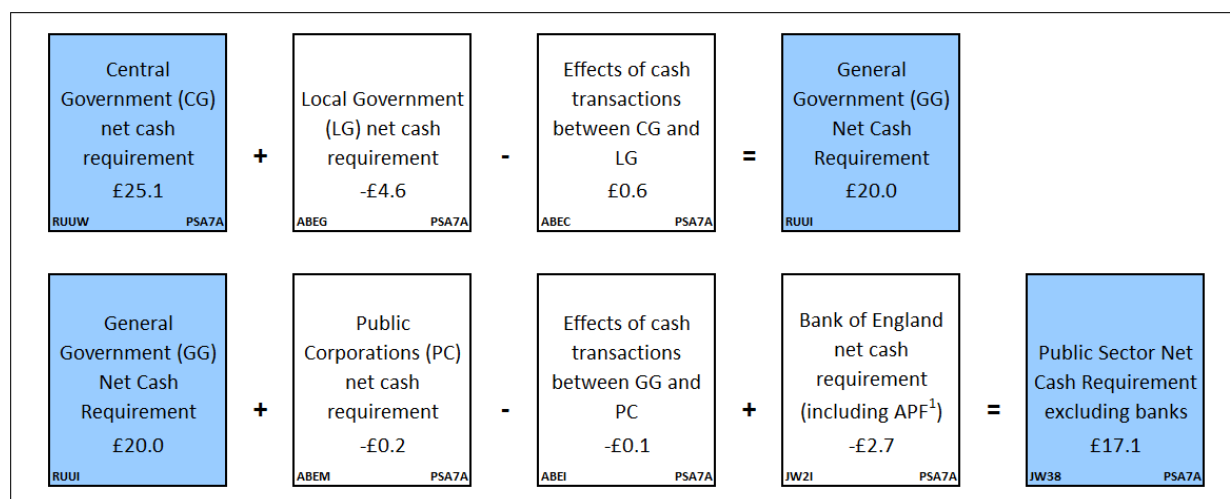 Central
Government (CG)
net cash
requirement
£25.1
RUUW PSA7A
+
Local Government
(LG) net cash
requirement
-£4.6
ABEG PSA7A
-
Effects of cash
transactions
between CG and
LG
£0.6
ABEC PSA7A
=
General
Government (GG)
Net Cash
Requirement
£20.0
RUUI
General
Government (GG)
Net Cash
Requirement
£20.0
RUUI
+
Public
Corporations (PC)
net cash
requirement
-£0.2
ABEM PSA7A
-
Effects of cash
transactions
between GG and
PC
-£0.1
ABEI PSA7A
+
Bank of England
net cash
requirement
(including APF¹)
-£2.7
JW2I PSA7A
=
Public Sector Net
Cash Requirement
excluding banks
£17.1
JW38 PSA7A